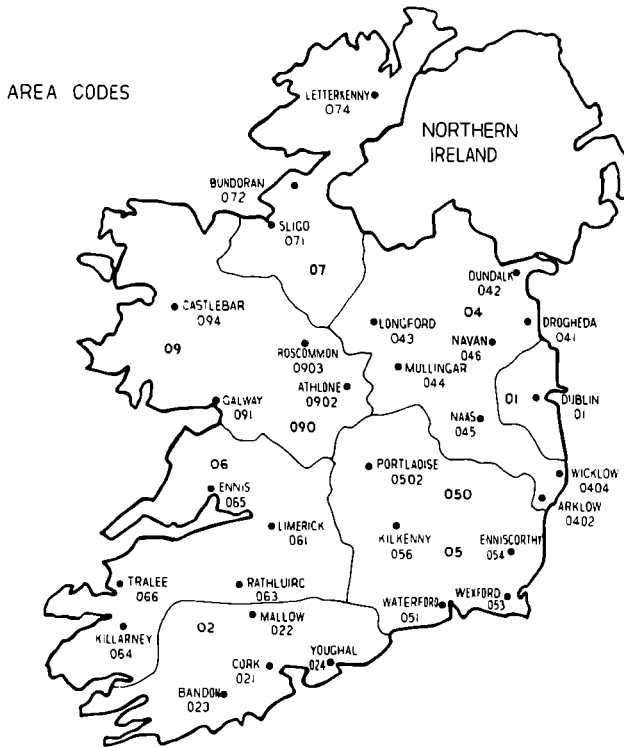 AREA CODES
LETTERKENNY
074
NORTHERN
IRELAND
BUNDORAN
072
SLIGO
071
07
DUNDALK
042
CASTLEBAR
094
04
LONGFORD
043
DROGHEDA
041
09
ROSCOMMON
0903
NAVAN
046
MULLINGAR
044
ATHLONE
0902
GALWAY
091
01
DUBLIN
01
NAAS
045
090
06
PORTLAOISE
0502
WICKLOW
0404
ENNIS
065
050
ARKLOW
0402
LIMERICK
061
KILKENNY
056
05
ENNISCORTHY
054
TRALEE
066
RATHLUIRC
063
WEXFORD
053
WATERFORD
051
KILLARNEY
064
02
MALLOW
022
YOUGHAL
024
CORK
021
BANDON
023